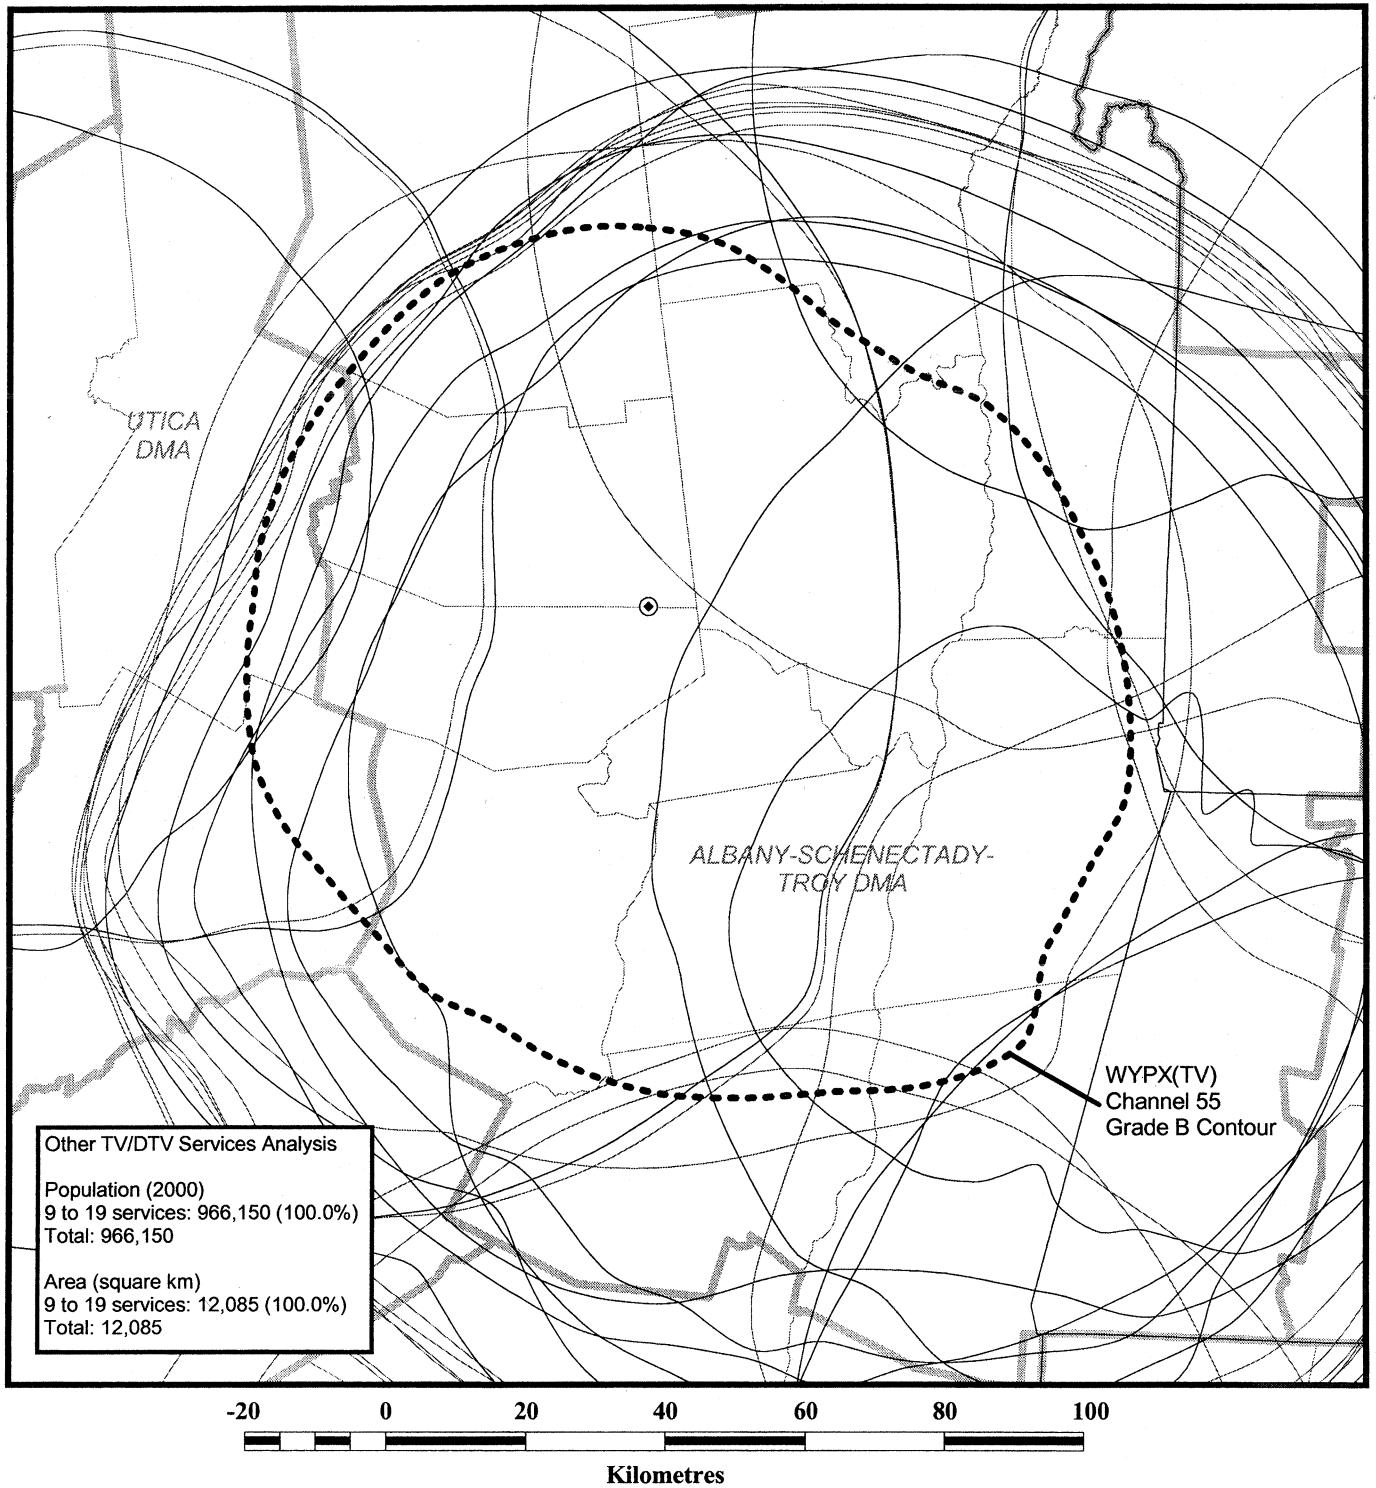 UTICA
DMA
ALBANY-SCHENECTADY-
TROY DMA
WYPX(TV)
Channel 55
Grade B Contour
Other TV/DTV Services Analysis
Population (2000)
9 to 19 services: 966,150 (100.0%)
Total: 966,150
Area (square km)
9 to 19 services: 12,085 (100.0%)
Total: 12,085
-20 0 20 40 60 80 100
Kilometres